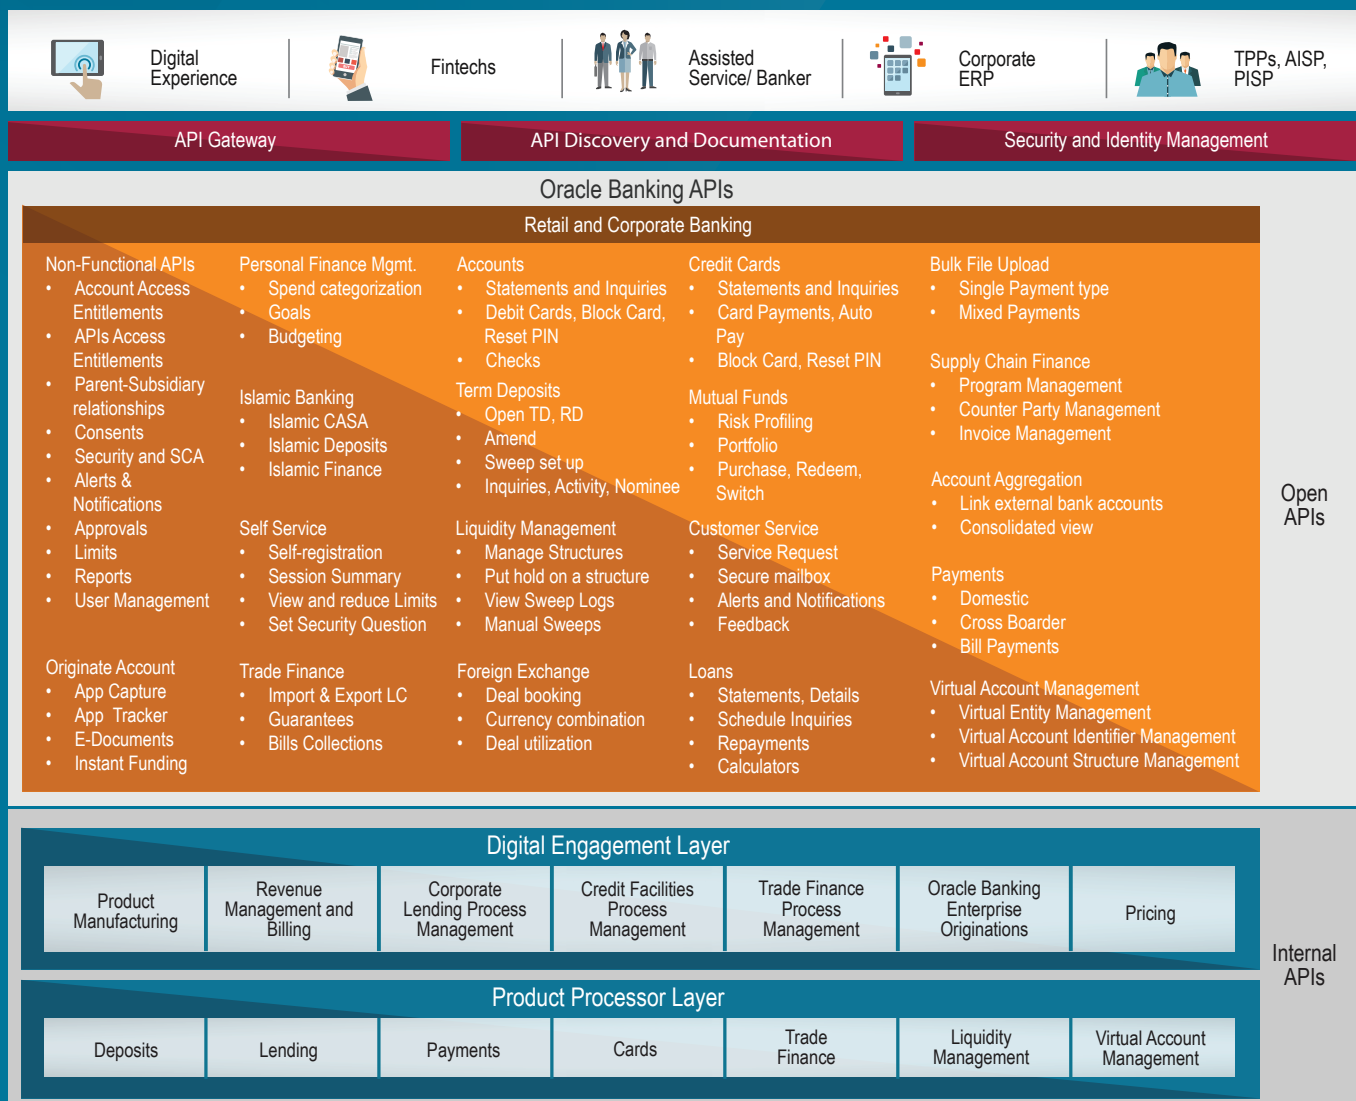 Digital
Experience
Fintechs
Assisted
Service/ Banker
Corporate
ERP
TPPs, AISP,
PISP
API Gateway
API Discovery and Documentation
Security and Identity Management
Oracle Banking APIs
Retail and Corporate Banking
Non-Functional APIs
• Account Access
Entitlements
• APIs Access
Entitlements
• Parent-Subsidiary
relationships
• Consents
• Security and SCA
• Alerts &
Notifications
• Approvals
• Limits
• Reports
• User Management
Originate Account
• App Capture
• App Tracker
• E-Documents
• Instant Funding
Personal Finance Mgmt.
• Spend categorization
• Goals
• Budgeting
Islamic Banking
• Islamic CASA
• Islamic Deposits
• Islamic Finance
Self Service
• Self-registration
• Session Summary
• View and reduce Limits
• Set Security Question
Trade Finance
• Import & Export LC
• Guarantees
• Bills Collections
Accounts
• Statements and Inquiries
• Debit Cards, Block Card,
Reset PIN
• Checks
Term Deposits
• Open TD, RD
• Amend
• Sweep set up
• Inquiries, Activity, Nominee
Liquidity Management
• Manage Structures
• Put hold on a structure
• View Sweep Logs
• Manual Sweeps
Foreign Exchange
• Deal booking
• Currency combination
• Deal utilization
Credit Cards
• Statements and Inquiries
• Card Payments, Auto
Pay
• Block Card, Reset PIN
Mutual Funds
• Risk Profiling
• Portfolio
• Purchase, Redeem,
Switch
Customer Service
• Service Request
• Secure mailbox
• Alerts and Notifications
• Feedback
Loans
• Statements, Details
• Schedule Inquiries
• Repayments
• Calculators
Bulk File Upload
• Single Payment type
• Mixed Payments
Supply Chain Finance
• Program Management
• Counter Party Management
• Invoice Management
Account Aggregation
• Link external bank accounts
• Consolidated view
Payments
• Domestic
• Cross Boarder
• Bill Payments
Virtual Account Management
• Virtual Entity Management
• Virtual Account Identifier Management
• Virtual Account Structure Management
Open
APIs
Digital Engagement Layer
Product
Manufacturing
Revenue
Management and
Billing
Corporate
Lending Process
Management
Credit Facilities
Process
Management
Trade Finance
Process
Management
Oracle Banking
Enterprise
Originations
Pricing
Product Processor Layer
Deposits
Lending
Payments
Cards
Trade
Finance
Liquidity
Management
Virtual Account
Management
Internal
APIs